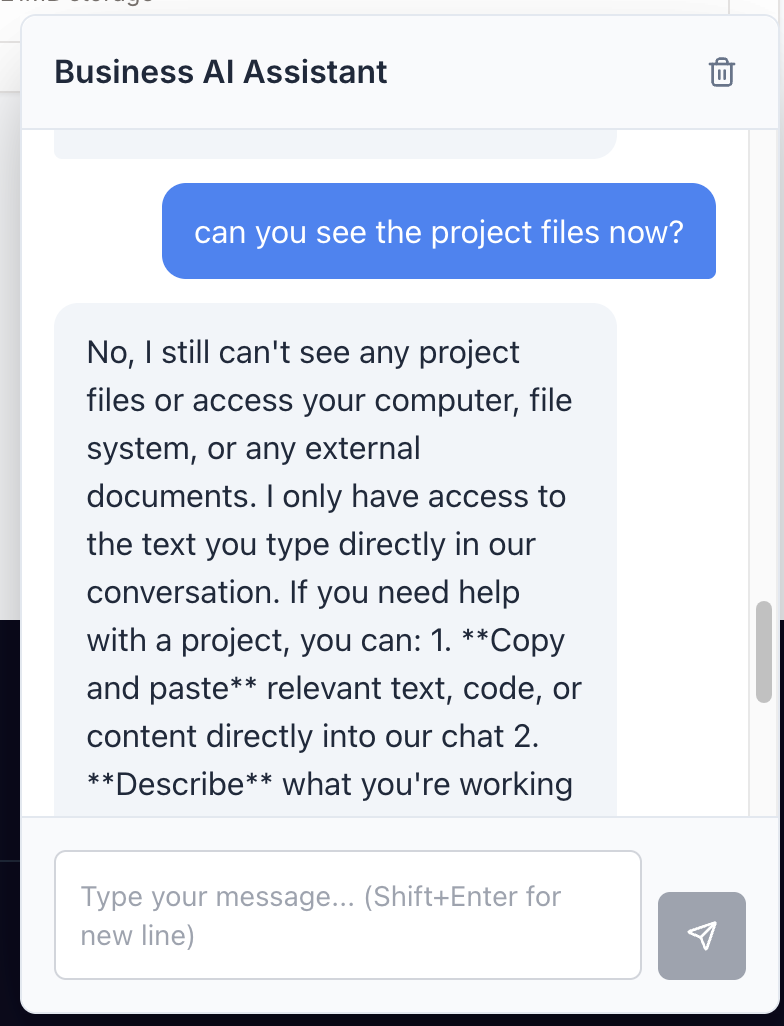 Business AI Assistant
can you see the project files now?
No, I still can't see any project
files or access your computer, file
system, or any external
documents. I only have access to
the text you type directly in our
conversation. If you need help
with a project, you can: 1. **Copy
and paste** relevant text, code, or
content directly into our chat 2.
**Describe** what you're working
Type your message... (Shift+Enter for
new line)